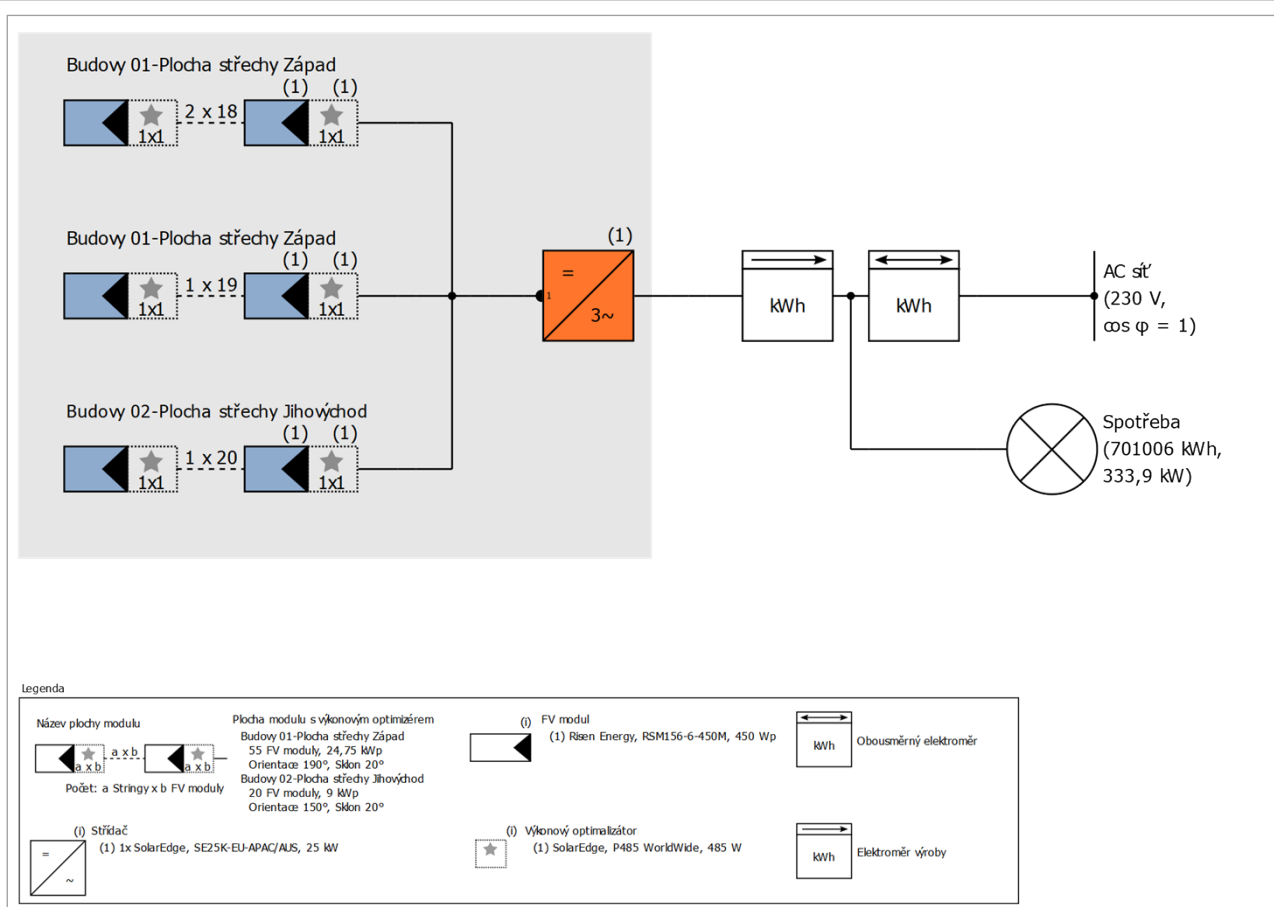 Budovy 01-Plocha střechy Západ
(1) (1)
2 x 18
1x1 1x1
Budovy 01-Plocha střechy Západ
(1) (1)
1 x 19
1x1 1x1
Budovy 02-Plocha střechy Jihovýchod
(1) (1)
1 x 20
1x1 1x1
(1)
=
1
3~
kWh
kWh
AC síť
(230 V,
cos φ = 1)
Spotřeba
(701006 kWh,
333,9 kW)
Legenda
Název plochy modulu
a x b
a x b a x b
Počet: a Stringy x b FV moduly
Plocha modulu s výkonovým optimizérem
Budovy 01-Plocha střechy Západ
55 FV moduly, 24,75 kWp
Orientace 190°, Sklon 20°
Budovy 02-Plocha střechy Jihovýchod
20 FV moduly, 9 kWp
Orientace 150°, Sklon 20°
(i) FV modul
(1) Risen Energy, RSM156-6-450M, 450 Wp
kWh
Obousměrný elektroměr
(i) Střídač
(1) 1x SolarEdge, SE25K-EU-APAC/AUS, 25 kW
=
~
(i) Výkonový optimalizátor
(1) SolarEdge, P485 WorldWide, 485 W
kWh
Elektroměr výroby